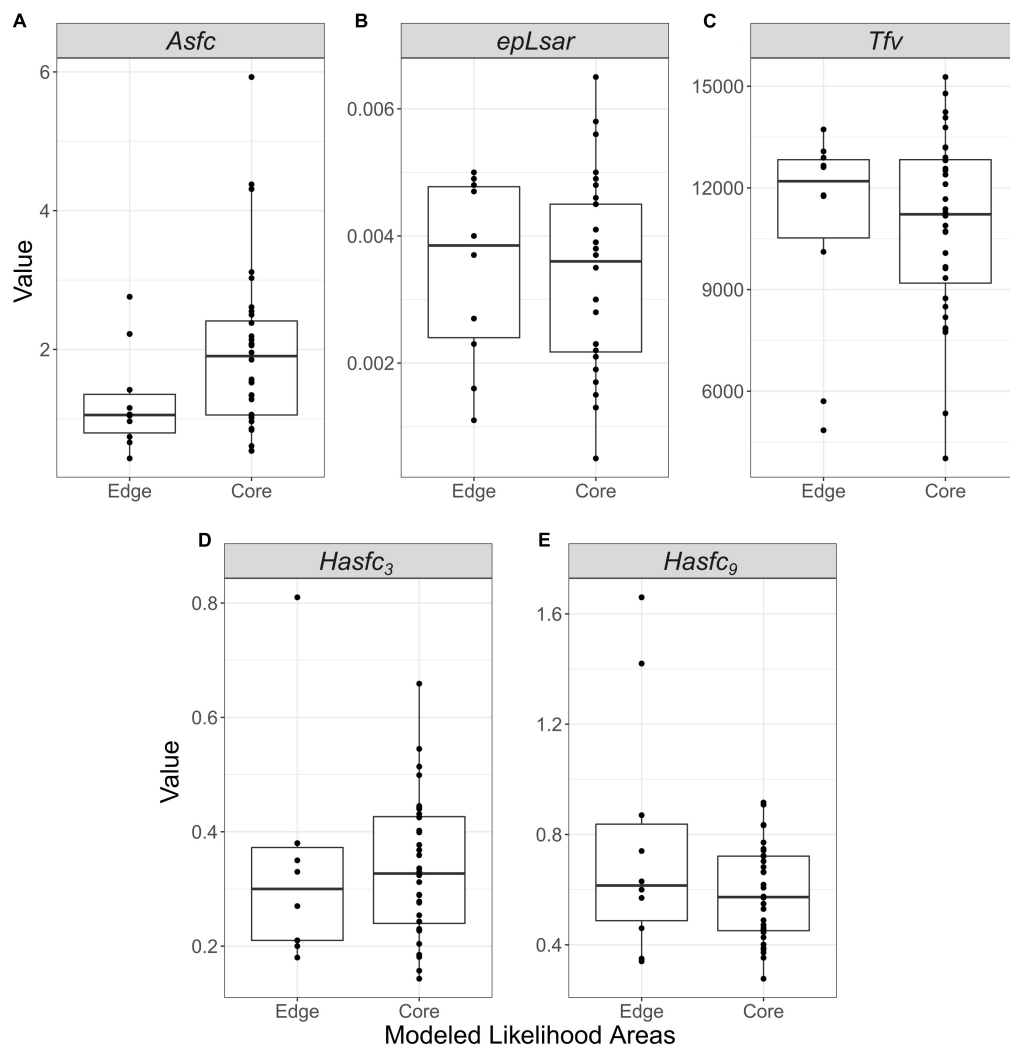 A
Asfc
Value
6
4
2
Edge Core
B
epLsar
0.006
0.004
0.002
Edge Core
C
Tfv
15000
12000
9000
6000
Edge Core
D
Hasfc₃
Value
0.8
0.6
0.4
0.2
Edge Core
E
Hasfc₉
1.6
1.2
0.8
0.4
Edge Core
Modeled Likelihood Areas